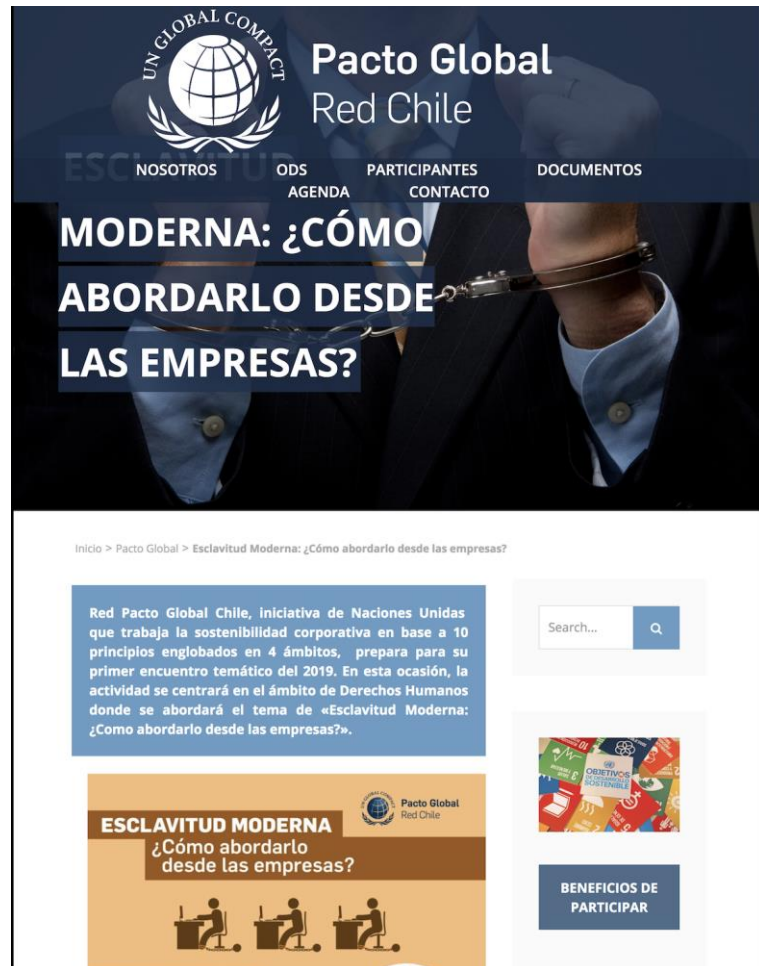 UN GLOBAL COMPACT
Pacto Global
Red Chile
NOSOTROS ODS PARTICIPANTES DOCUMENTOS
AGENDA CONTACTO
ESCLAVITUD
MODERNA: ¿CÓMO
ABORDARLO DESDE
LAS EMPRESAS?
Inicio > Pacto Global > Esclavitud Moderna: ¿Cómo abordarlo desde las empresas?
Red Pacto Global Chile, iniciativa de Naciones Unidas
que trabaja la sostenibilidad corporativa en base a 10
principios englobados en 4 ámbitos, prepara para su
primer encuentro temático del 2019. En esta ocasión, la
actividad se centrará en el ámbito de Derechos Humanos
donde se abordará el tema de «Esclavitud Moderna:
¿Como abordarlo desde las empresas?».
Search...
Pacto Global
Red Chile
ESCLAVITUD MODERNA
¿Cómo abordarlo
desde las empresas?
OBJETIVOS
DE DESARROLLO
SOSTENIBLE
BENEFICIOS DE
PARTICIPAR